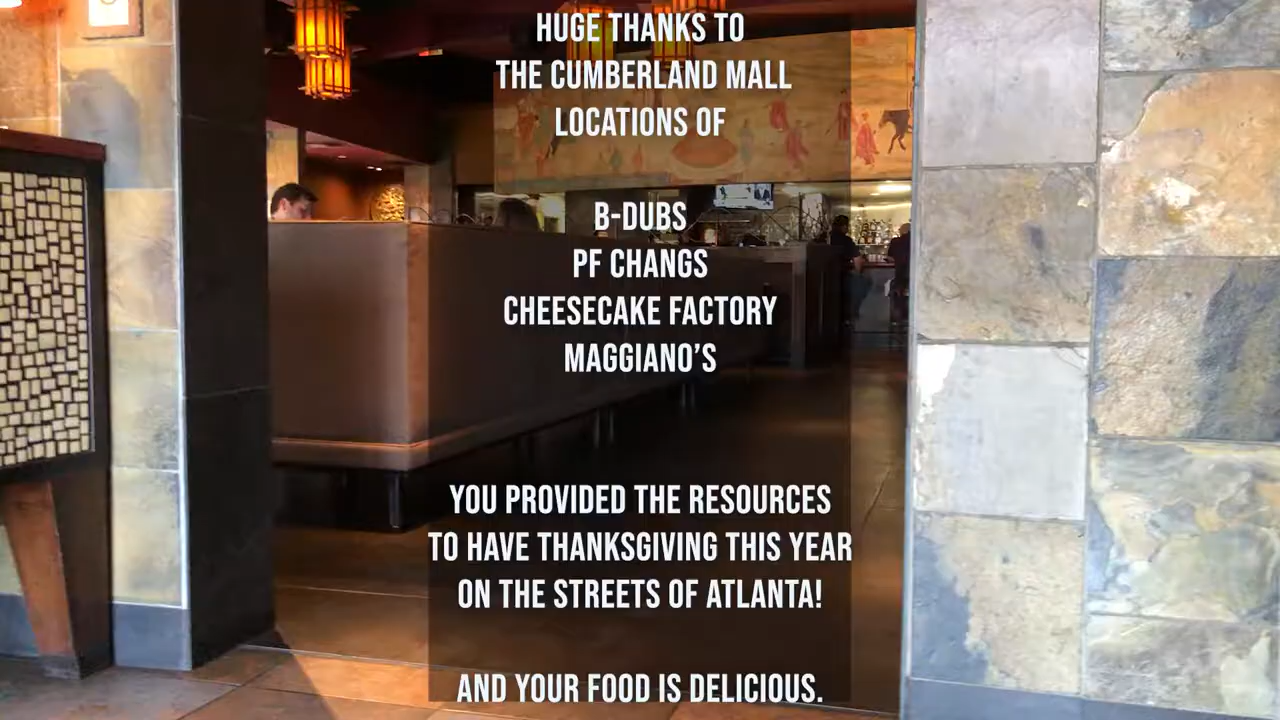 HUGE THANKS TO
THE CUMBERLAND MALL
LOCATIONS OF
B-DUBS
PF CHANGS
CHEESECAKE FACTORY
MAGGIANO'S
YOU PROVIDED THE RESOURCES
TO HAVE THANKSGIVING THIS YEAR
ON THE STREETS OF ATLANTA!
AND YOUR FOOD IS DELICIOUS.